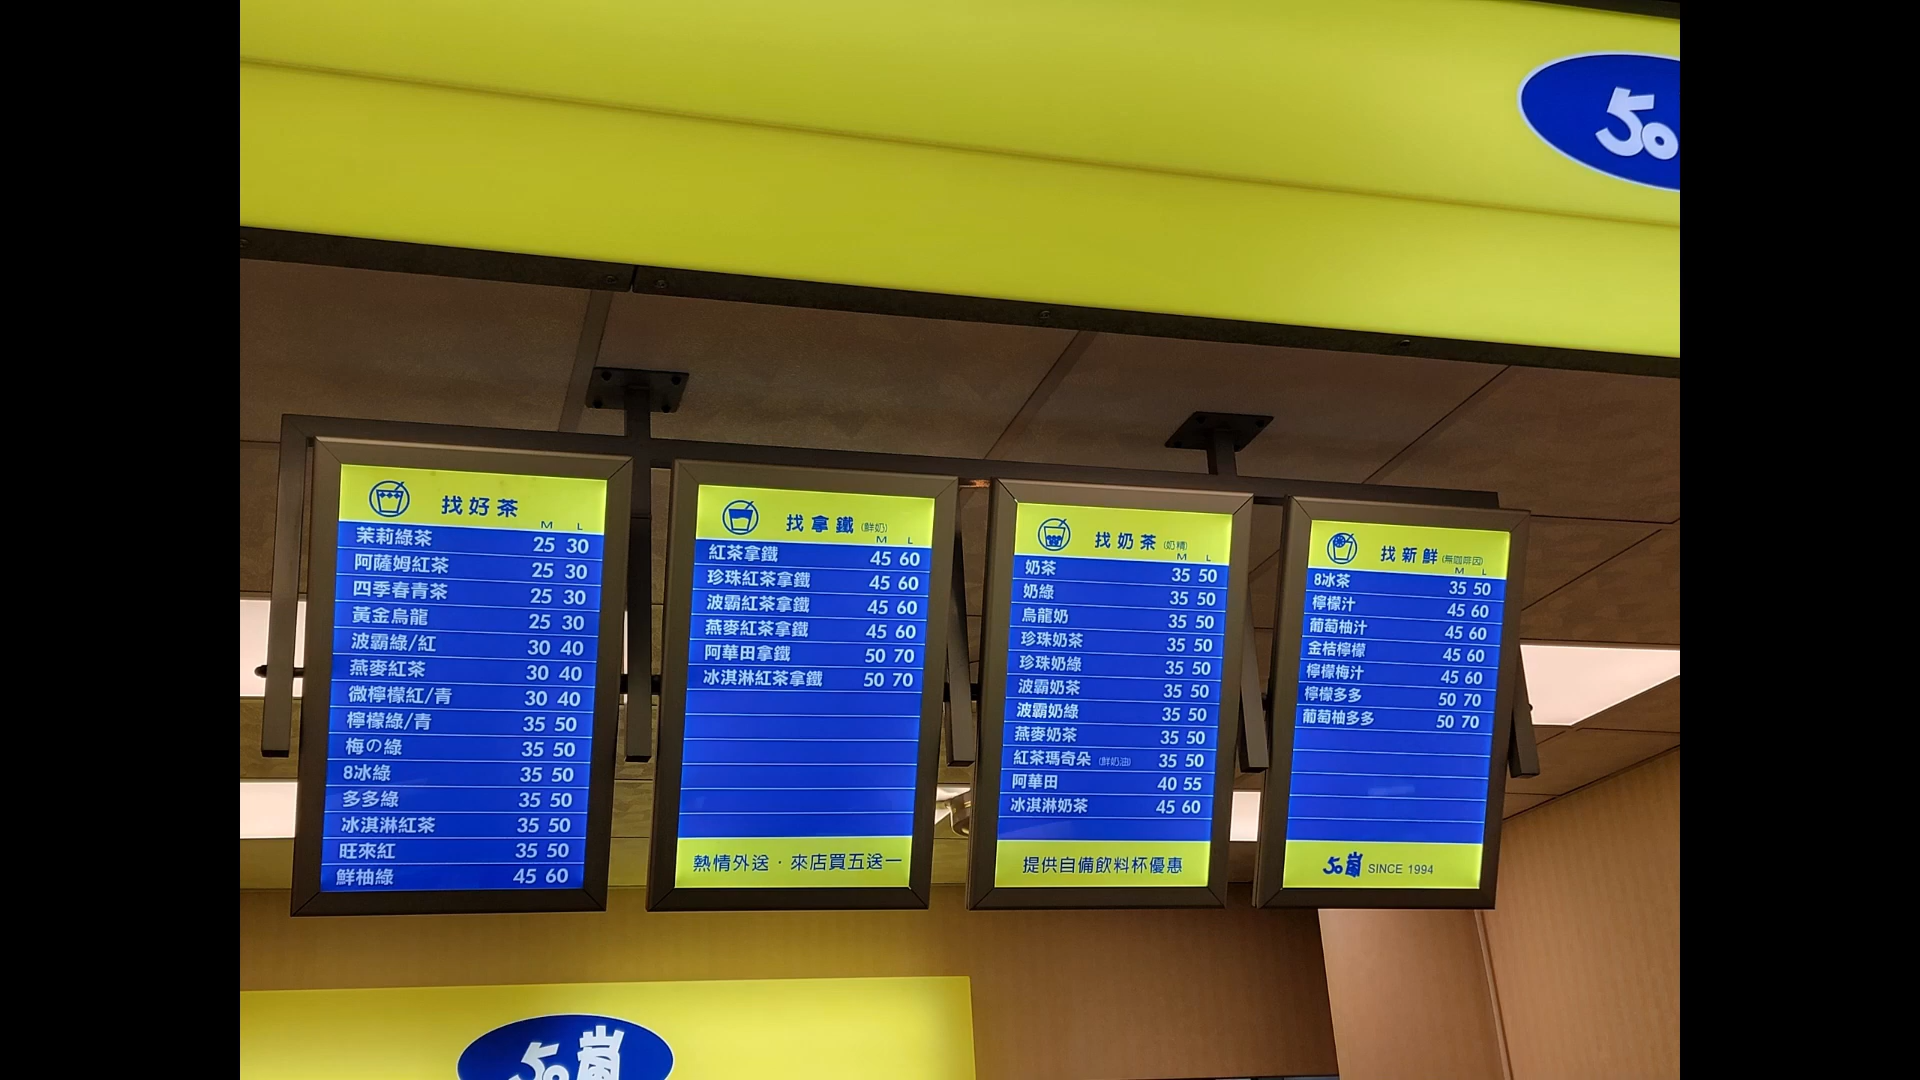 50
找好茶
M L
茉莉綠茶 25 30
阿薩姆紅茶 25 30
四季春青茶 25 30
黃金烏龍 25 30
波霸綠/紅 30 40
燕麥紅茶 30 40
微檸檬紅/青 30 40
檸檬綠/青 35 50
梅の綠 35 50
8冰綠 35 50
多多綠 35 50
冰淇淋紅茶 35 50
旺來紅 35 50
鮮柚綠 45 60
找拿鐵(鮮奶)
M L
紅茶拿鐵 45 60
珍珠紅茶拿鐵 45 60
波霸紅茶拿鐵 45 60
燕麥紅茶拿鐵 45 60
阿華田拿鐵 50 70
冰淇淋紅茶拿鐵 50 70
熱情外送・來店買五送一
找奶茶(奶精)
M L
奶茶 35 50
奶綠 35 50
烏龍奶 35 50
珍珠奶茶 35 50
珍珠奶綠 35 50
波霸奶茶 35 50
波霸奶綠 35 50
燕麥奶茶 35 50
紅茶瑪奇朵(鮮奶油) 35 50
阿華田 40 55
冰淇淋奶茶 45 60
提供自備飲料杯優惠
找新鮮(無咖啡因)
M L
8冰茶 35 50
檸檬汁 45 60
葡萄柚汁 45 60
金桔檸檬 45 60
檸檬梅汁 45 60
檸檬多多 50 70
葡萄柚多多 50 70
50嵐 SINCE 1994
50嵐